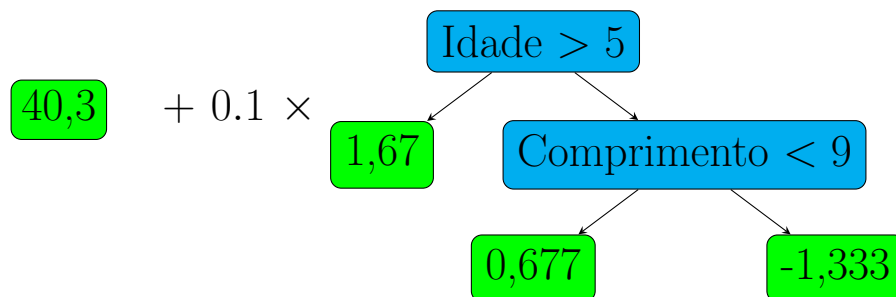 Idade > 5
40,3 + 0.1 ×
1,67
Comprimento < 9
0,677
-1,333